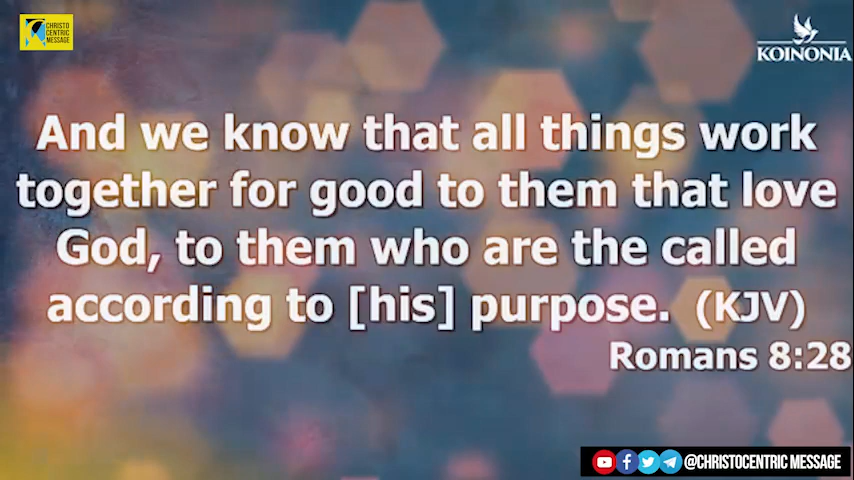 CHRISTO
CENTRIC
MESSAGE
KOINONIA
And we know that all things work
together for good to them that love
God, to them who are the called
according to [his] purpose. (KJV)
Romans 8:28
@CHRISTOCENTRIC MESSAGE